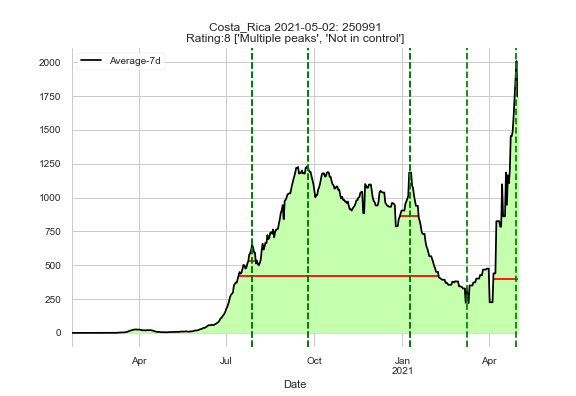 Costa_Rica 2021-05-02: 250991
Rating:8 ['Multiple peaks', 'Not in control']
Average-7d
2000
1750
1500
1250
1000
750
500
250
0
Apr
Jul
Oct
Jan
2021
Apr
Date